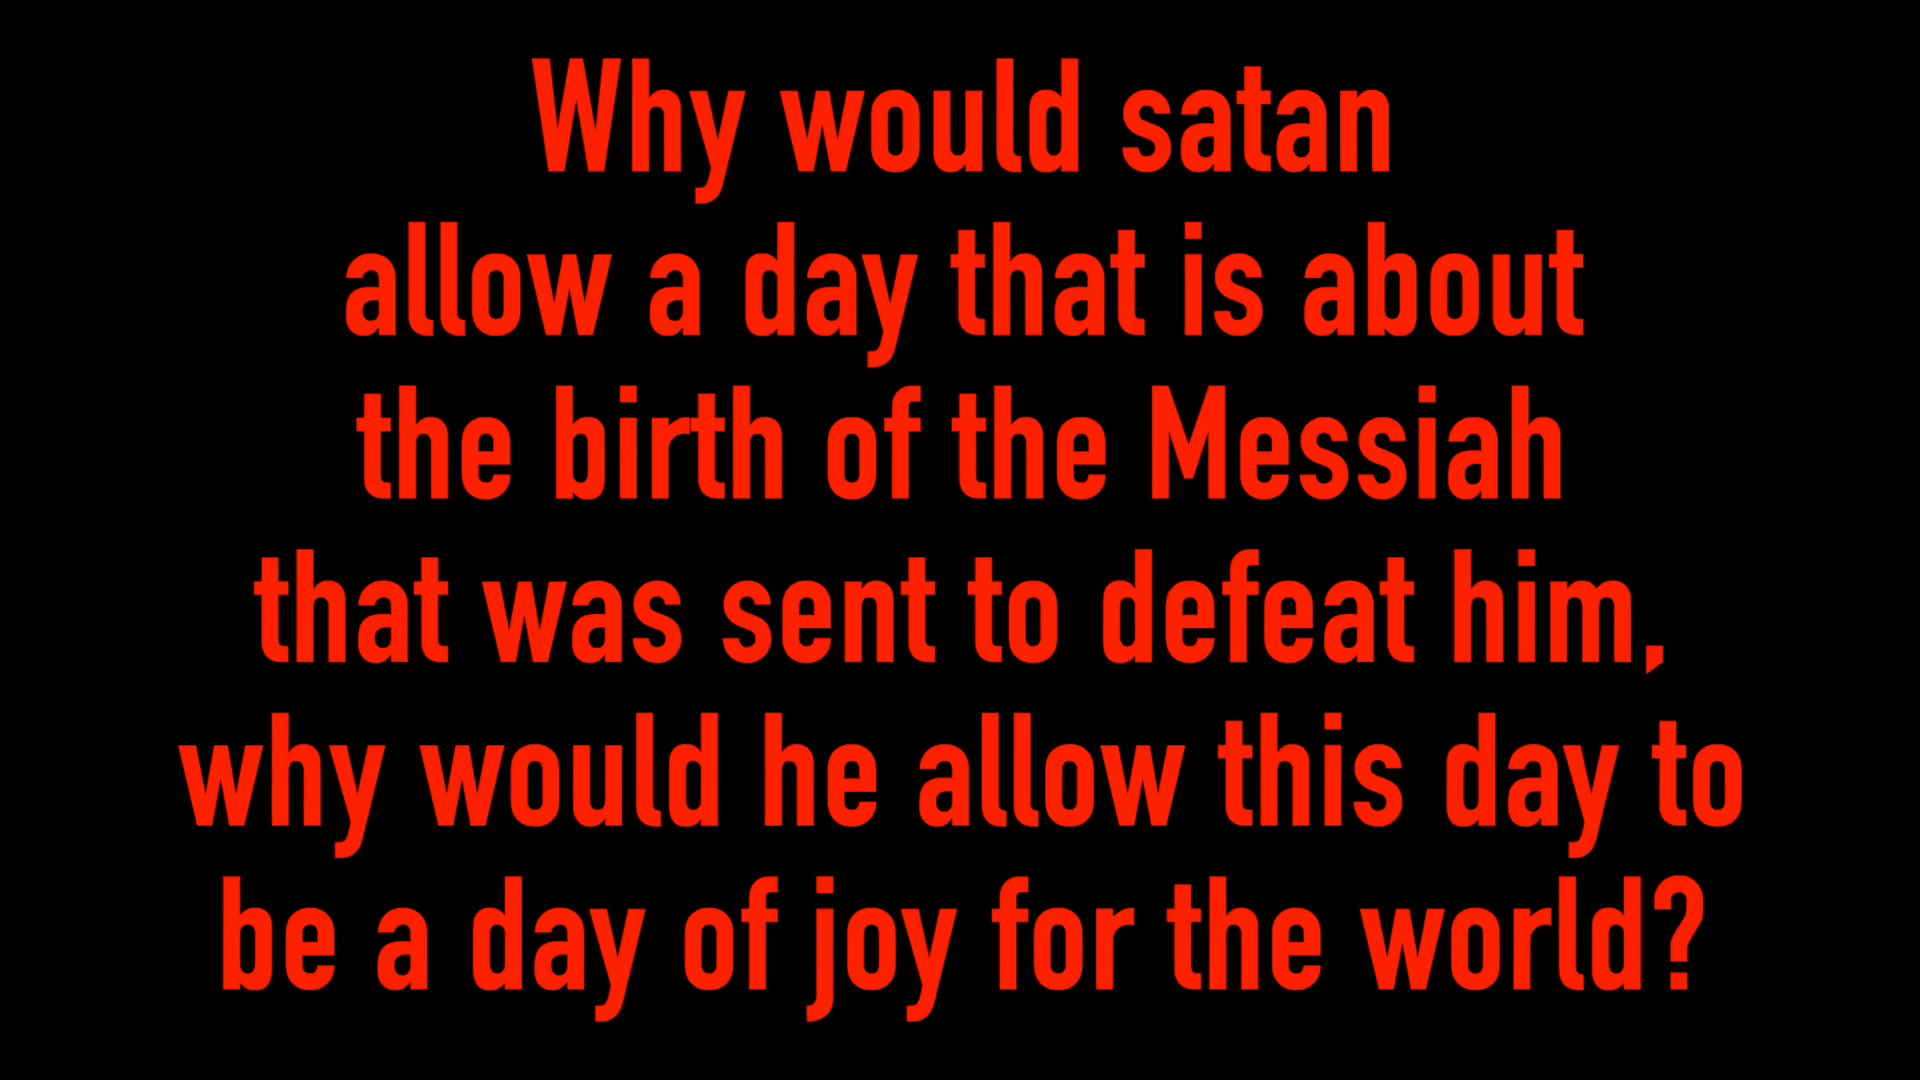 Why would satan
allow a day that is about
the birth of the Messiah
that was sent to defeat him,
why would he allow this day to
be a day of joy for the world?